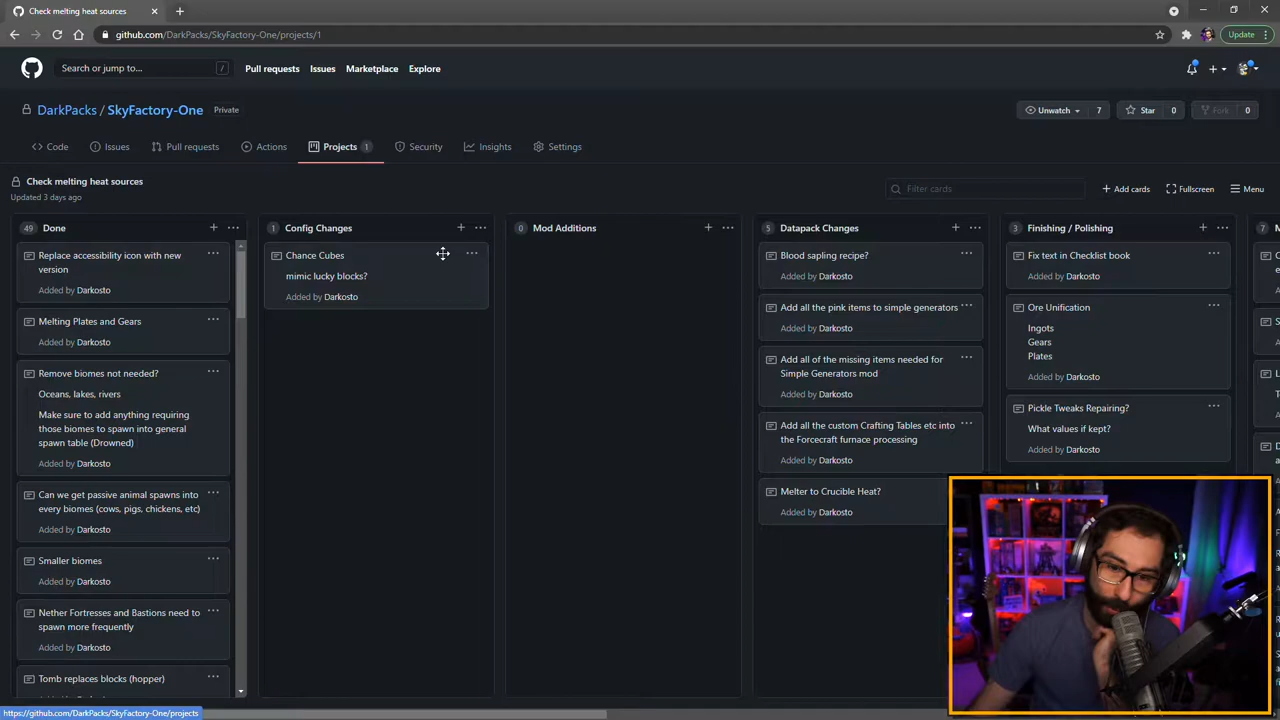 Check melting heat sources
github.com/DarkPacks/SkyFactory-One/projects/1
Update
Search or jump to...
/
Pull requests
Issues
Marketplace
Explore
DarkPacks / SkyFactory-One
Private
Unwatch
7
Star
0
Fork
0
Code
Issues
Pull requests
Actions
Projects
1
Security
Insights
Settings
Check melting heat sources
Updated 3 days ago
Filter cards
Add cards
Fullscreen
Menu
49 Done
Replace accessibility icon with new
version
Added by Darkosto
Melting Plates and Gears
Added by Darkosto
Remove biomes not needed?
Oceans, lakes, rivers
Make sure to add anything requiring
those biomes to spawn into general
spawn table (Drowned)
Added by Darkosto
Can we get passive animal spawns into
every biomes (cows, pigs, chickens, etc)
Added by Darkosto
Smaller biomes
Added by Darkosto
Nether Fortresses and Bastions need to
spawn more frequently
Added by Darkosto
Tomb replaces blocks (hopper)
1 Config Changes
Chance Cubes
mimic lucky blocks?
Added by Darkosto
0 Mod Additions
5 Datapack Changes
Blood sapling recipe?
Added by Darkosto
Add all the pink items to simple generators
Added by Darkosto
Add all of the missing items needed for
Simple Generators mod
Added by Darkosto
Add all the custom Crafting Tables etc into
the Forcecraft furnace processing
Added by Darkosto
Melter to Crucible Heat?
Added by Darkosto
3 Finishing / Polishing
Fix text in Checklist book
Added by Darkosto
Ore Unification
Ingots
Gears
Plates
Added by Darkosto
Pickle Tweaks Repairing?
What values if kept?
Added by Darkosto
7
https://github.com/DarkPacks/SkyFactory-One/projects